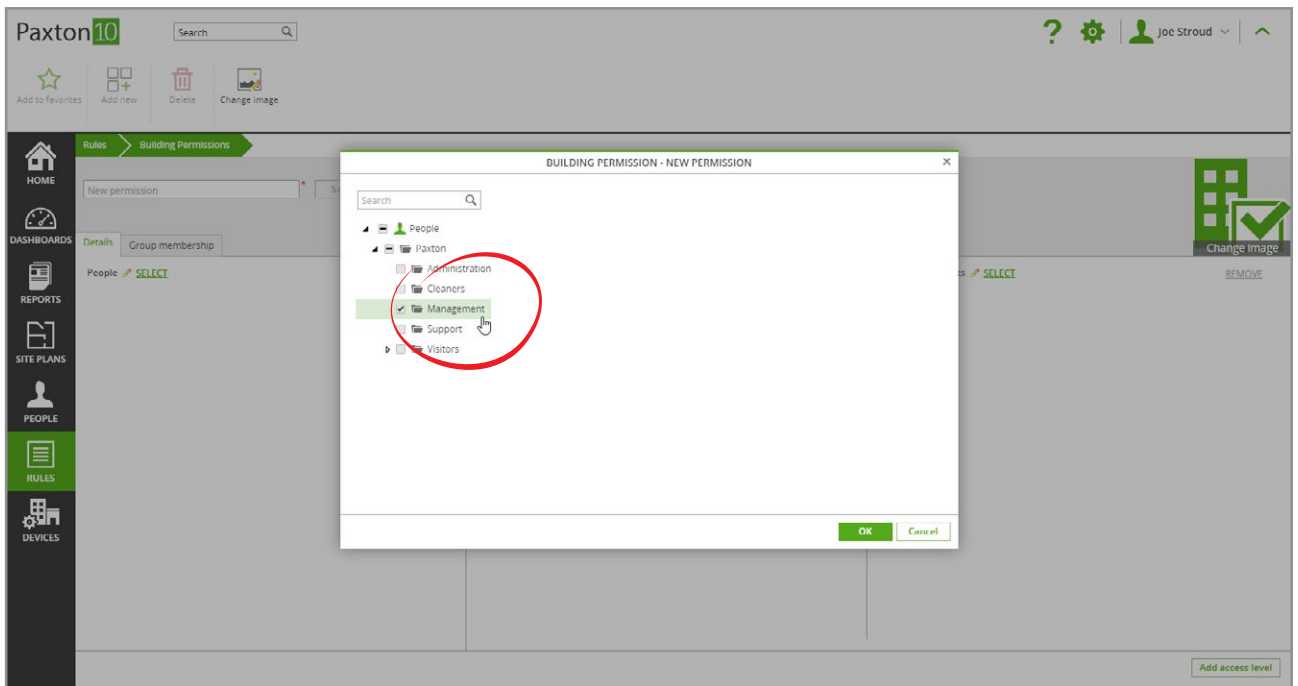 Paxton10
Search
Joe Stroud
Add to favorites
Add new
Delete
Change image
HOME
DASHBOARDS
REPORTS
SITE PLANS
PEOPLE
RULES
DEVICES
Rules
Building Permissions
New permission
*
Change image
Details
Group membership
People SELECT
SELECT
REMOVE
BUILDING PERMISSION - NEW PERMISSION
Search
People
Paxton
Administration
Cleaners
Management
Support
Visitors
OK
Cancel
Add access level